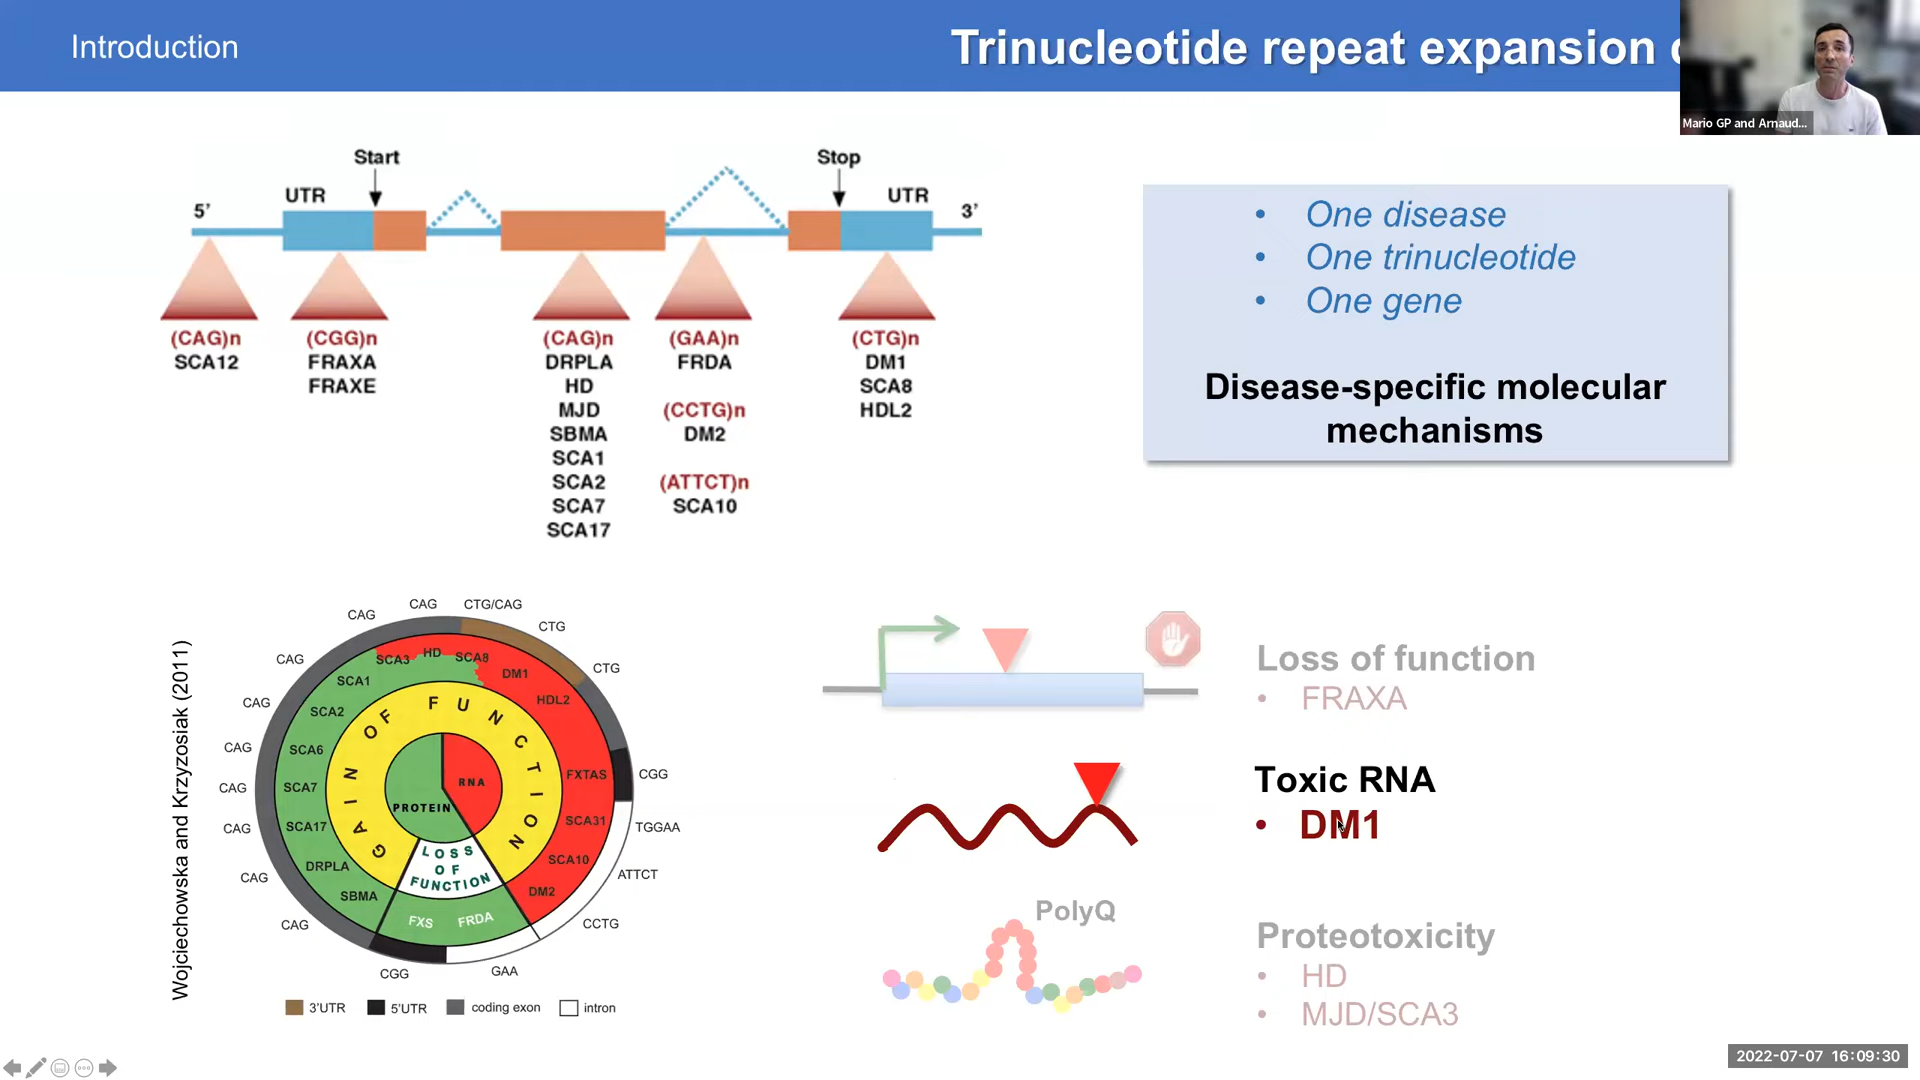 Introduction
Trinucleotide repeat expansion
Mario GP and Arnaud...
Start
Stop
UTR
UTR
5’
3’
(CAG)n
SCA12
(CGG)n
FRAXA
FRAXE
(CAG)n
DRPLA
HD
MJD
SBMA
SCA1
SCA2
SCA7
SCA17
(GAA)n
FRDA
(CCTG)n
DM2
(ATTCT)n
SCA10
(CTG)n
DM1
SCA8
HDL2
• One disease
• One trinucleotide
• One gene
Disease-specific molecular
mechanisms
Wojciechowska and Krzyzosiak (2011)
CAG
CAG
CTG/CAG
CTG
CTG
CGG
TGGAA
ATTCT
CCTG
GAA
CGG
CAG
CAG
CAG
CAG
CAG
CAG
CAG
SCA3
HD
SCA8
DM1
HDL2
FXTAS
SCA31
SCA10
DM2
FRDA
FXS
SBMA
DRPLA
SCA17
SCA7
SCA6
SCA2
SCA1
GAIN OF FUNCTION
PROTEIN
RNA
LOSS
OF
FUNCTION
3’UTR
5’UTR
coding exon
intron
Loss of function
• FRAXA
Toxic RNA
• DM1
PolyQ
Proteotoxicity
• HD
• MJD/SCA3
2022-07-07 16:09:30